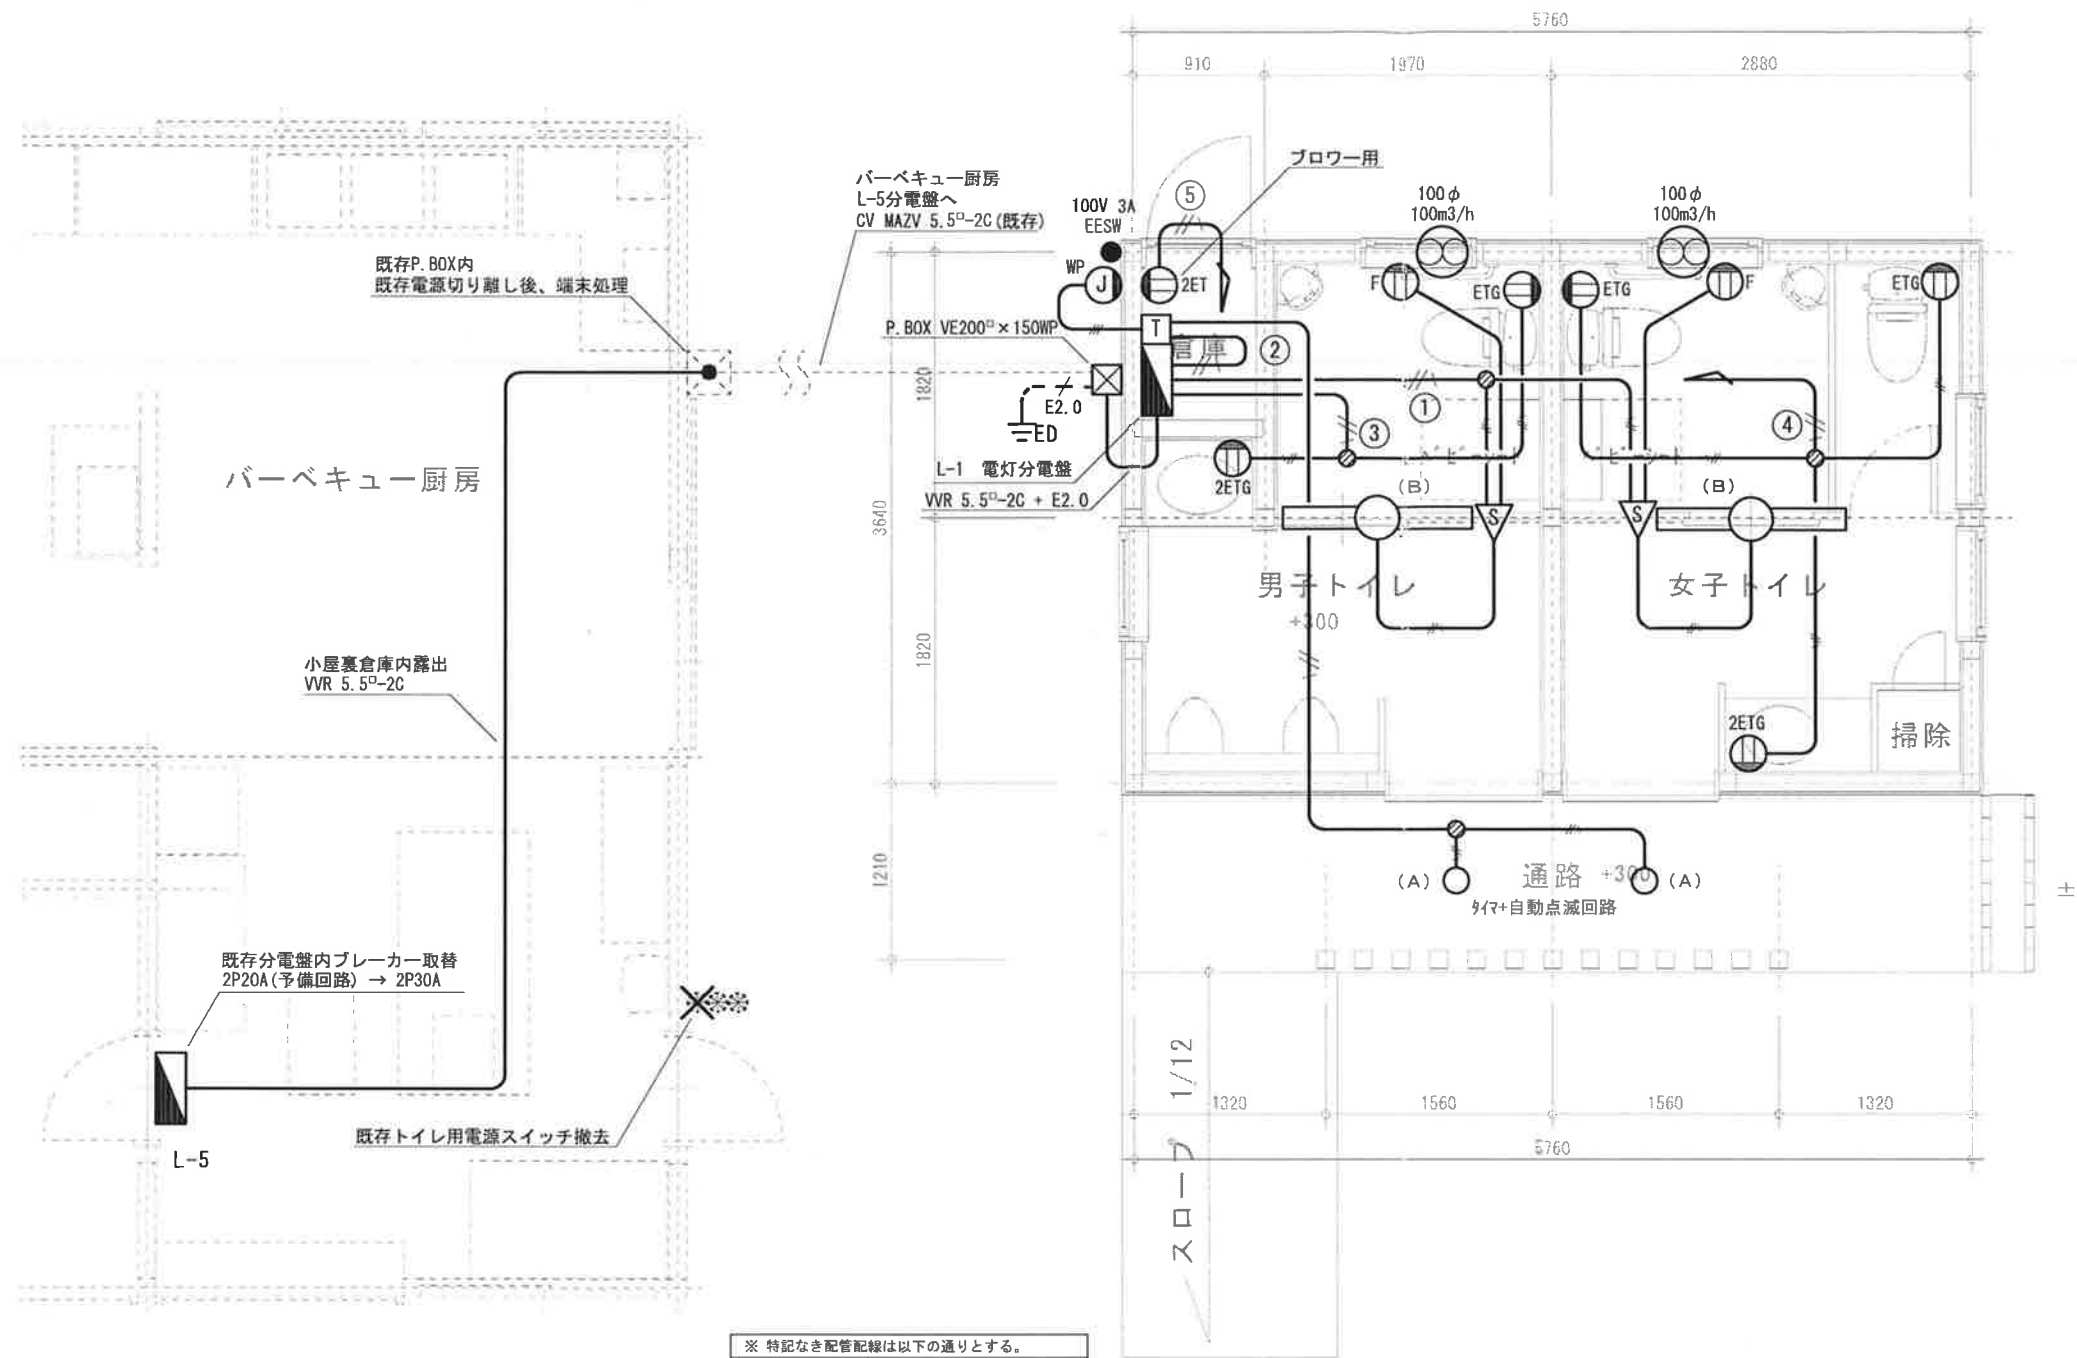 5760
910
1970
2880
ブロワー用
バーベキュー厨房
L-5分電盤へ
CV MAZV 5.5□-2C(既存)
100V 3A
EESW
⑤
100φ
100m3/h
100φ
100m3/h
既存P.BOX内
既存電源切り離し後、端末処理
WP
J
2ET
F
ETG
ETG
F
ETG
P.BOX VE200□×150WP
T
倉庫
②
1820
E2.0
ED
①
③
④
L-1 電灯分電盤
2ETG
VVR 5.5□-2C + E2.0
(B)
(B)
S
S
バーベキュー厨房
3640
男子トイレ
+300
女子トイレ
1820
小屋裏倉庫内露出
VVR 5.5□-2C
2ETG
掃除
1210
(A)
通路 +300
(A)
ﾀｲﾏ+自動点滅回路
±
既存分電盤内ブレーカー取替
2P20A(予備回路) → 2P30A
1/12
スロープ
1320
1560
1560
1320
既存トイレ用電源スイッチ撤去
5760
L-5
※ 特記なき配管配線は以下の通りとする。